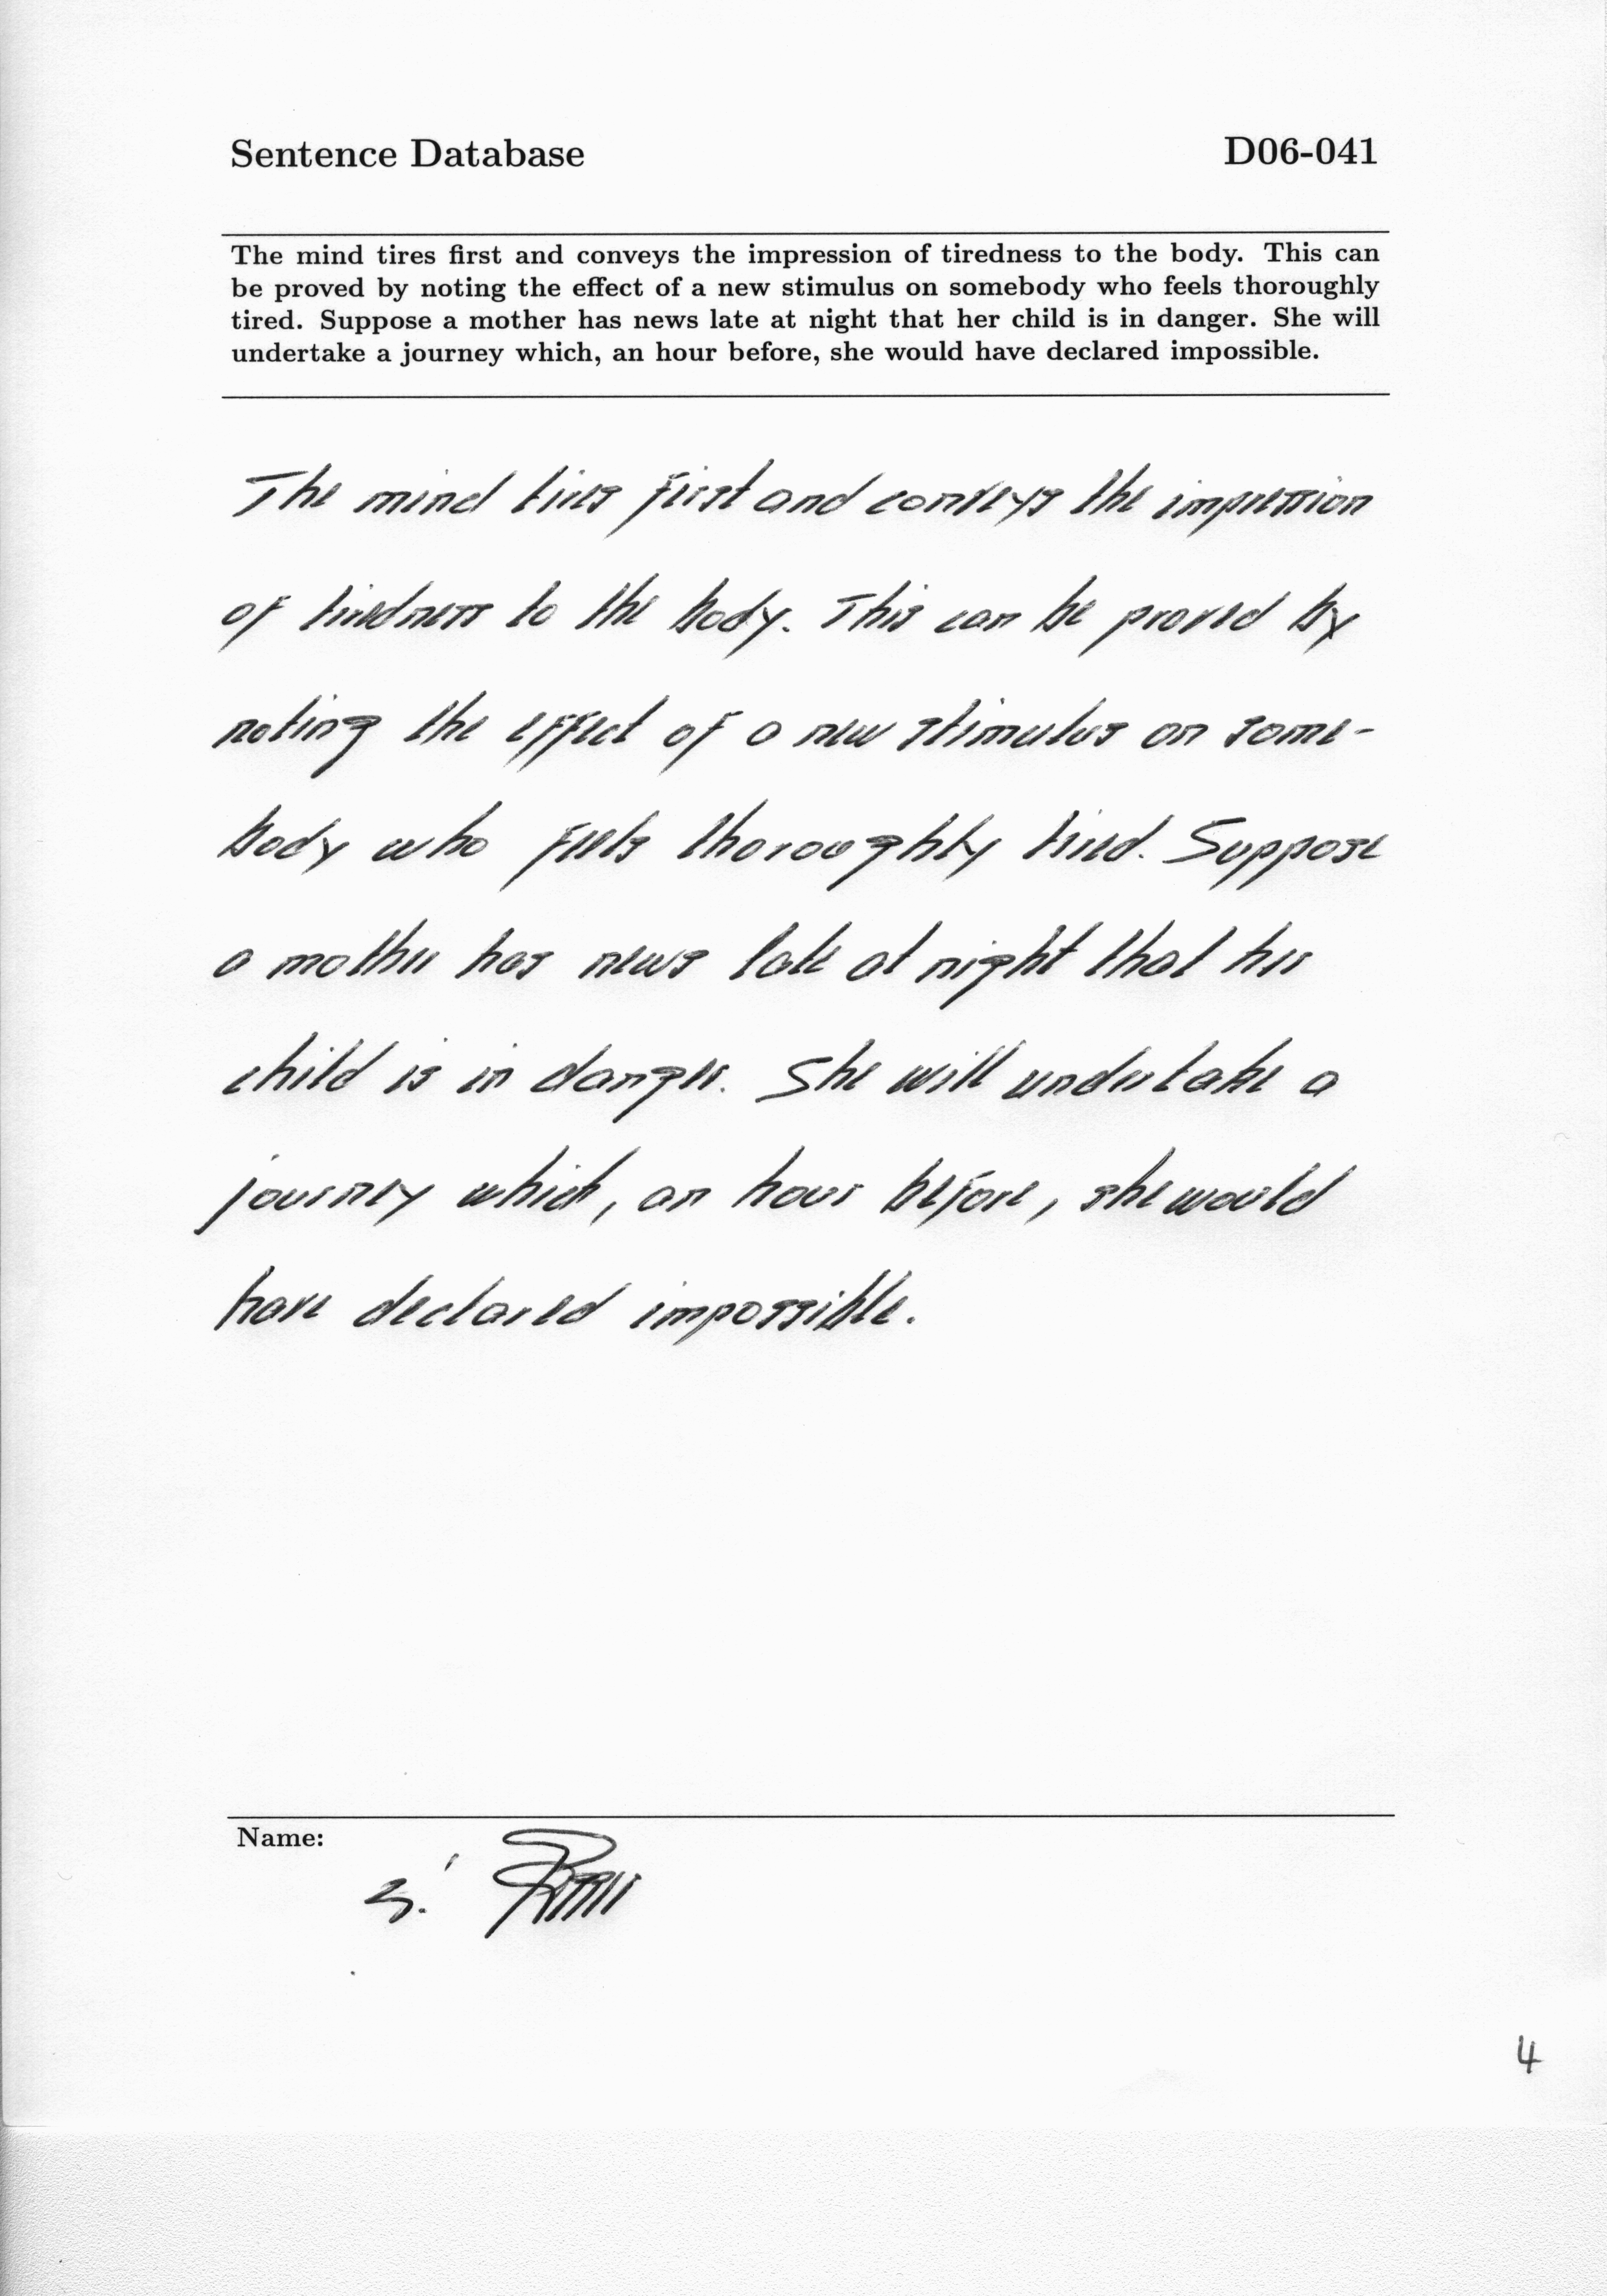 Sentence Database D06-041
The mind tires first and conveys the impression of tiredness to the body. This can
be proved by noting the effect of a new stimulus on somebody who feels thoroughly
tired. Suppose a mother has news late at night that her child is in danger. She will
undertake a journey which, an hour before, she would have declared impossible.
The mind tires first and conveys the impression
of tiredness to the body. This can be proved by
noting the effect of a new stimulus on some-
body who feels thoroughly tired. Suppose
a mother has news late at night that her
child is in danger. She will undertake a
journey which, an hour before, she would
have declared impossible.
Name:
4